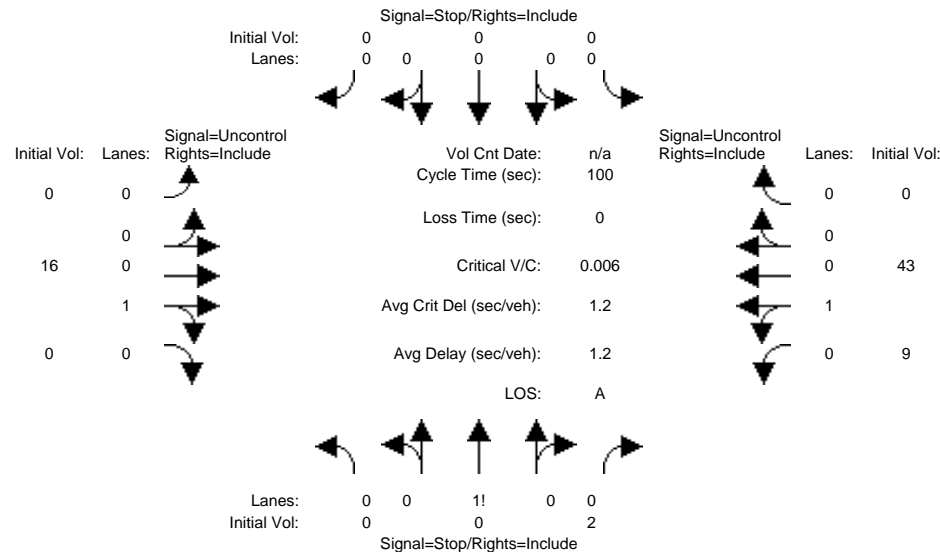 Signal=Stop/Rights=Include
Initial Vol: 0 0 0
Lanes: 0 0 0 0 0
Signal=Uncontrol
Initial Vol: Lanes: Rights=Include
Vol Cnt Date: n/a
Signal=Uncontrol
Rights=Include Lanes: Initial Vol:
Cycle Time (sec): 100
0 0 0 0
Loss Time (sec): 0
0 0
16 0 Critical V/C: 0.006 0 43
1 Avg Crit Del (sec/veh): 1.2 1
0 0 Avg Delay (sec/veh): 1.2 0 9
LOS: A
Lanes: 0 0 1! 0 0
Initial Vol: 0 0 2
Signal=Stop/Rights=Include